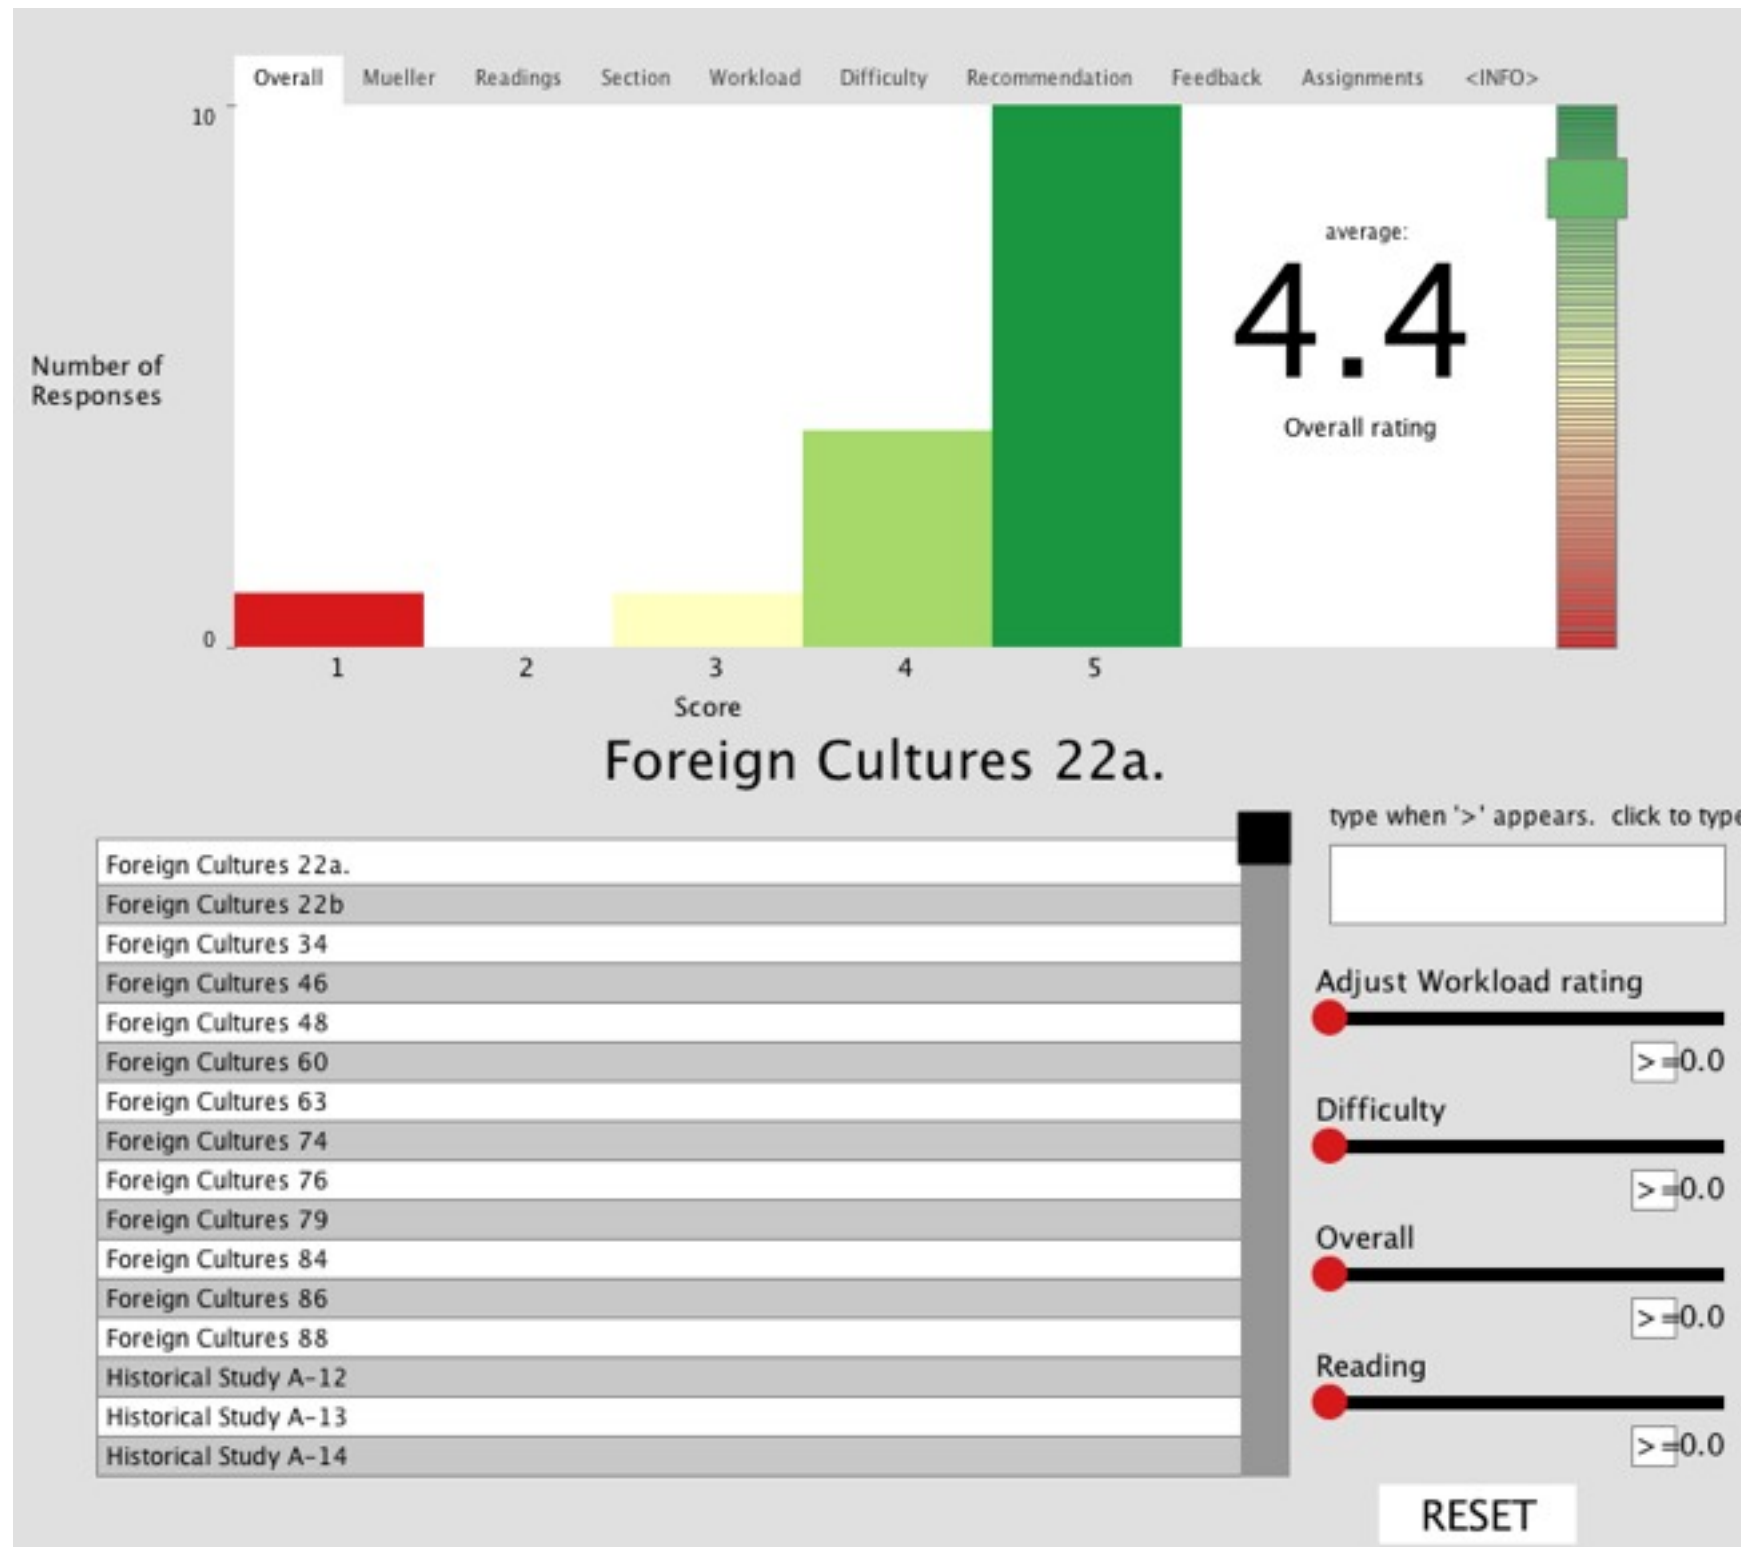 Overall Mueller Readings Section Workload Difficulty Recommendation Feedback Assignments <INFO>
10
average:
4.4
Number of
Responses
Overall rating
0
1 2 3 4 5
Score
Foreign Cultures 22a.
type when '>' appears. click to type
Foreign Cultures 22a.
Foreign Cultures 22b
Foreign Cultures 34
Foreign Cultures 46
Foreign Cultures 48
Foreign Cultures 60
Foreign Cultures 63
Foreign Cultures 74
Foreign Cultures 76
Foreign Cultures 79
Foreign Cultures 84
Foreign Cultures 86
Foreign Cultures 88
Historical Study A-12
Historical Study A-13
Historical Study A-14
Adjust Workload rating
>=0.0
Difficulty
>=0.0
Overall
>=0.0
Reading
>=0.0
RESET